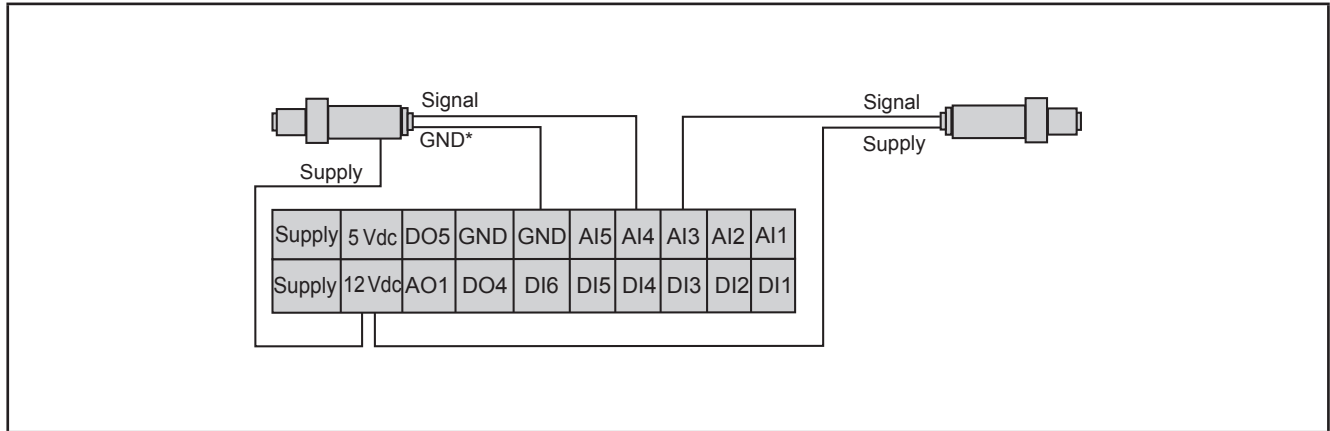 Signal
GND*
Supply
Signal
Supply
Supply 5 Vdc DO5 GND GND AI5 AI4 AI3 AI2 AI1
Supply 12 Vdc AO1 DO4 DI6 DI5 DI4 DI3 DI2 DI1